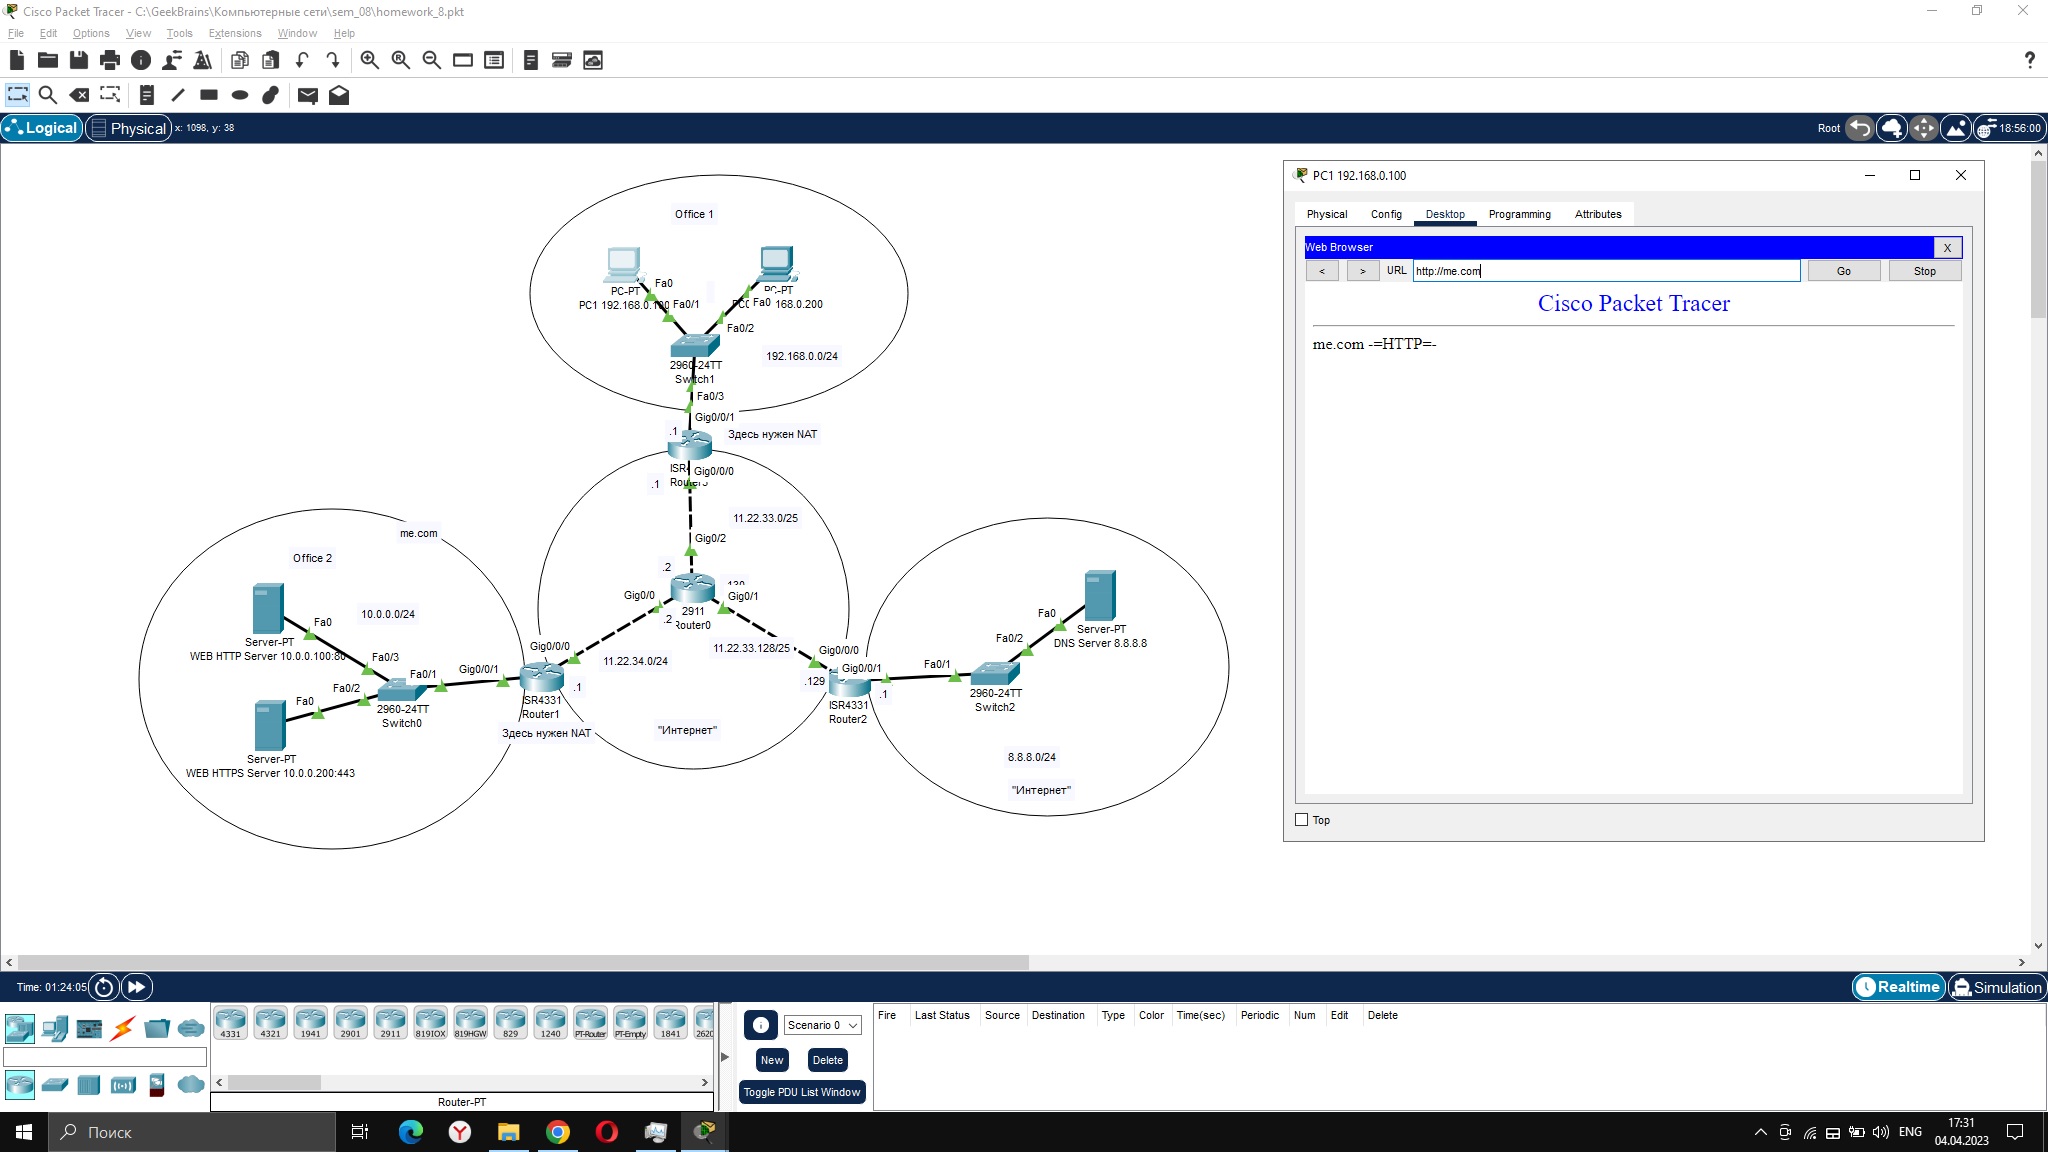 Cisco Packet Tracer - C:\GeekBrains\Компьютерные сети\sem_08\homework_8.pkt
File Edit Options View Tools Extensions Window Help
Logical Physical x: 1098, y: 38 Root 18:56:00
Office 1
PC-PT
PC1 192.168.0.100
Fa0
Fa0/1
PC-PT
Fa0
168.0.200
Fa0/2
192.168.0.0/24
2960-24TT
Switch1
Fa0/3
Gig0/0/1
.1
Здесь нужен NAT
Gig0/0/0
.1
11.22.33.0/25
Gig0/2
.2
Gig0/0
.2
2911
Router0
Gig0/1
11.22.34.0/24
11.22.33.128/25
"Интернет"
me.com
Office 2
10.0.0.0/24
Server-PT
WEB HTTP Server 10.0.0.100:80
Fa0
Fa0/3
Fa0
Fa0/2
Fa0/1
2960-24TT
Switch0
Server-PT
WEB HTTPS Server 10.0.0.200:443
Gig0/0/1
Gig0/0/0
.1
ISR4331
Router1
Здесь нужен NAT
Gig0/0/0
Gig0/0/1
.129
.1
ISR4331
Router2
Fa0/1
Fa0/2
Fa0
2960-24TT
Switch2
Server-PT
DNS Server 8.8.8.8
8.8.8.0/24
"Интернет"
PC1 192.168.0.100
Physical Config Desktop Programming Attributes
Web Browser X
< > URL http://me.com Go Stop
Cisco Packet Tracer
me.com -=HTTP=-
Top
Time: 01:24:05 Realtime Simulation
4331 4321 1941 2901 2911 819IOX 819HGW 829 1240 PT-Router PT-Empty 1841 2620
Router-PT
Scenario 0
New Delete
Toggle PDU List Window
Fire Last Status Source Destination Type Color Time(sec) Periodic Num Edit Delete
Поиск
ENG
17:31
04.04.2023